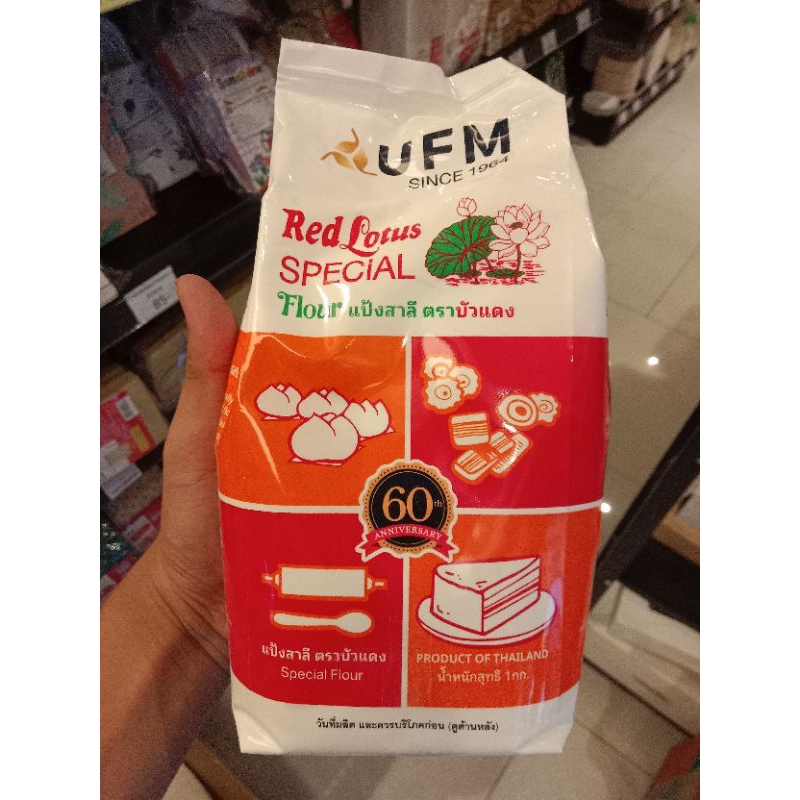 UFM
SINCE 1964
Red Lotus
SPECiAL
Flour แป้งสาลี ตราบัวแดง
60th
ANNIVERSARY
แป้งสาลี ตราบัวแดง
Special Flour
PRODUCT OF THAILAND
น้ำหนักสุทธิ 1กก.
วันที่ผลิต และควรบริโภคก่อน (ดูด้านหลัง)